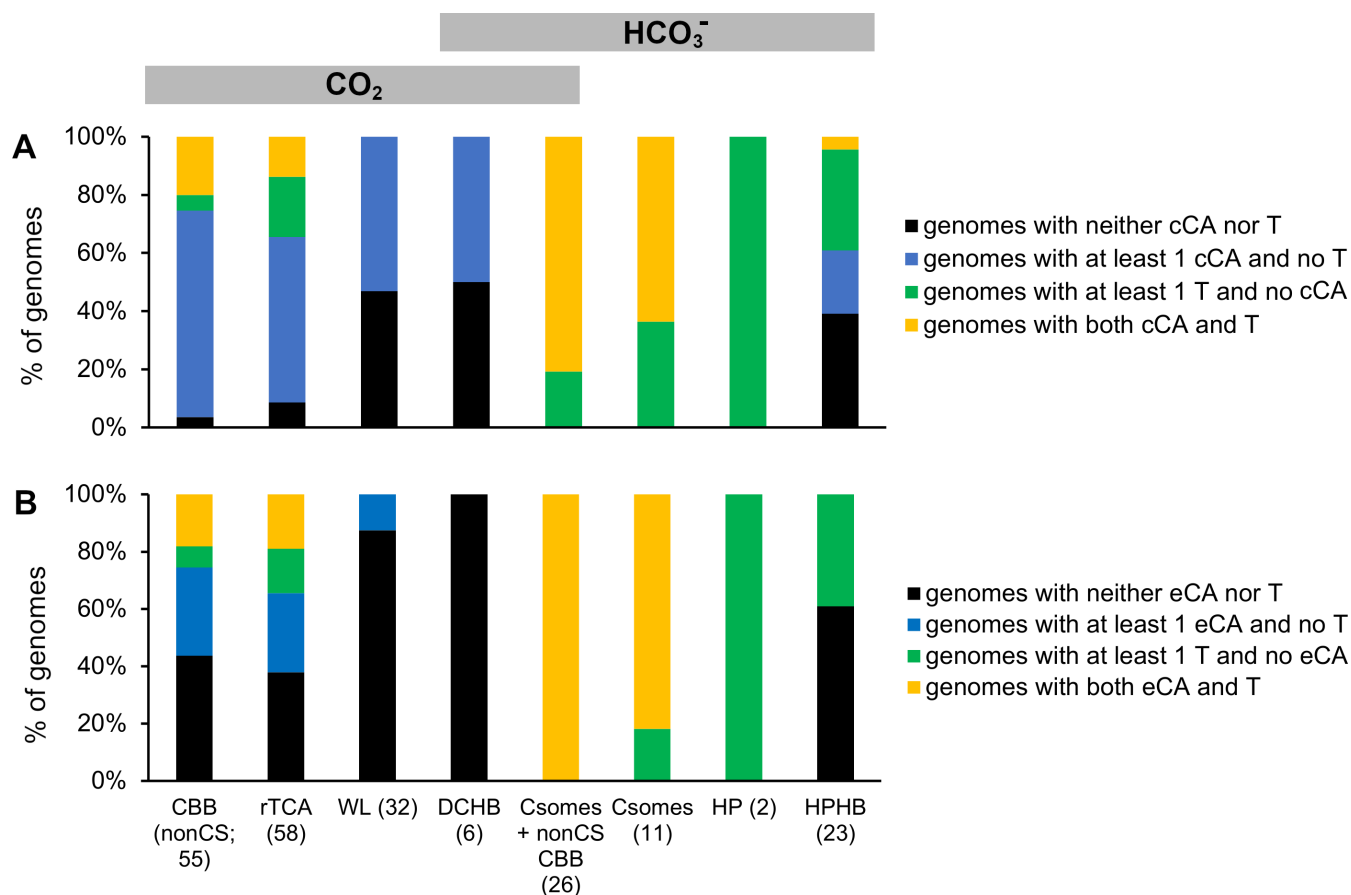 HCO₃⁻
CO₂
A
100%
80%
60%
40%
20%
0%
% of genomes
genomes with neither cCA nor T
genomes with at least 1 cCA and no T
genomes with at least 1 T and no cCA
genomes with both cCA and T
B
100%
80%
60%
40%
20%
0%
% of genomes
genomes with neither eCA nor T
genomes with at least 1 eCA and no T
genomes with at least 1 T and no eCA
genomes with both eCA and T
CBB
(nonCS;
55)
rTCA
(58)
WL (32)
DCHB
(6)
Csomes
+ nonCS
CBB
(26)
Csomes
(11)
HP (2)
HPHB
(23)